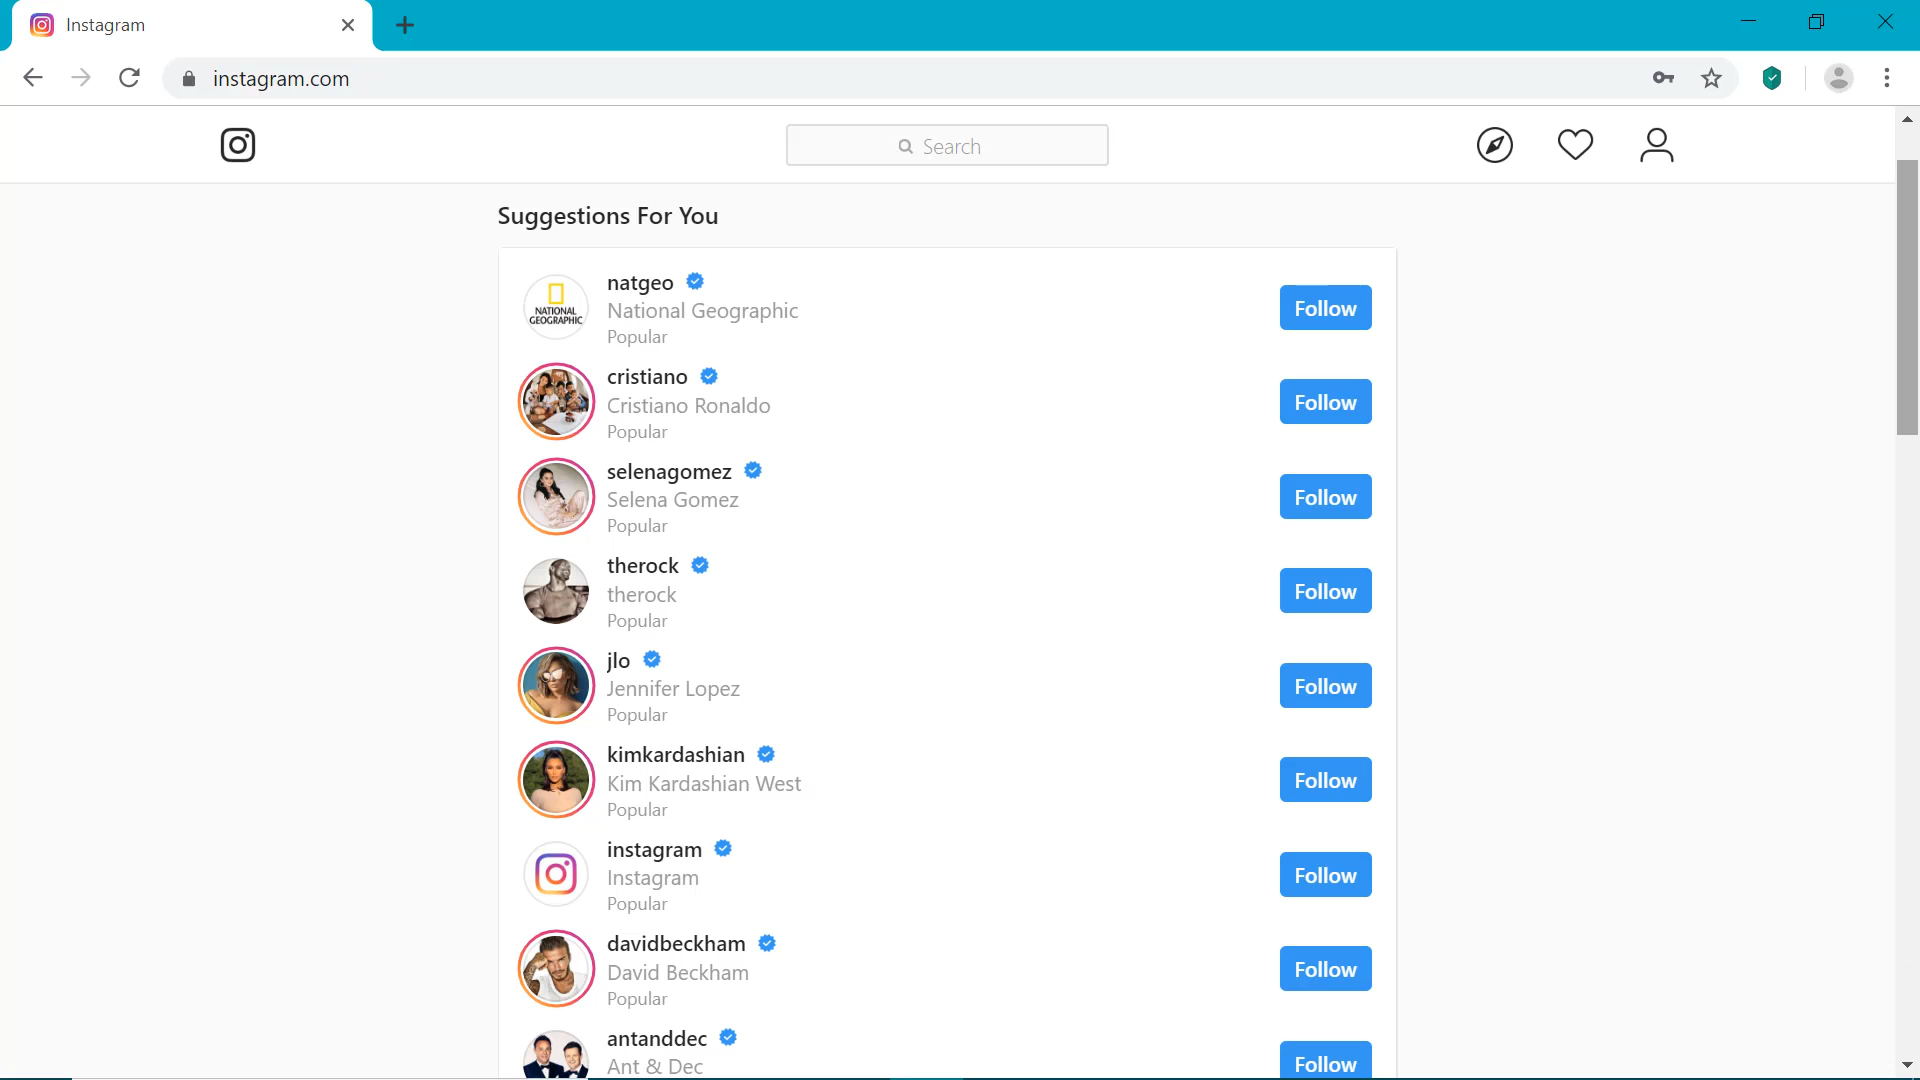 Instagram
instagram.com
Search
Suggestions For You
natgeo
National Geographic
Popular
Follow
NATIONAL
GEOGRAPHIC
cristiano
Cristiano Ronaldo
Popular
Follow
selenagomez
Selena Gomez
Popular
Follow
therock
therock
Popular
Follow
jlo
Jennifer Lopez
Popular
Follow
kimkardashian
Kim Kardashian West
Popular
Follow
instagram
Instagram
Popular
Follow
davidbeckham
David Beckham
Popular
Follow
antanddec
Ant & Dec
Follow